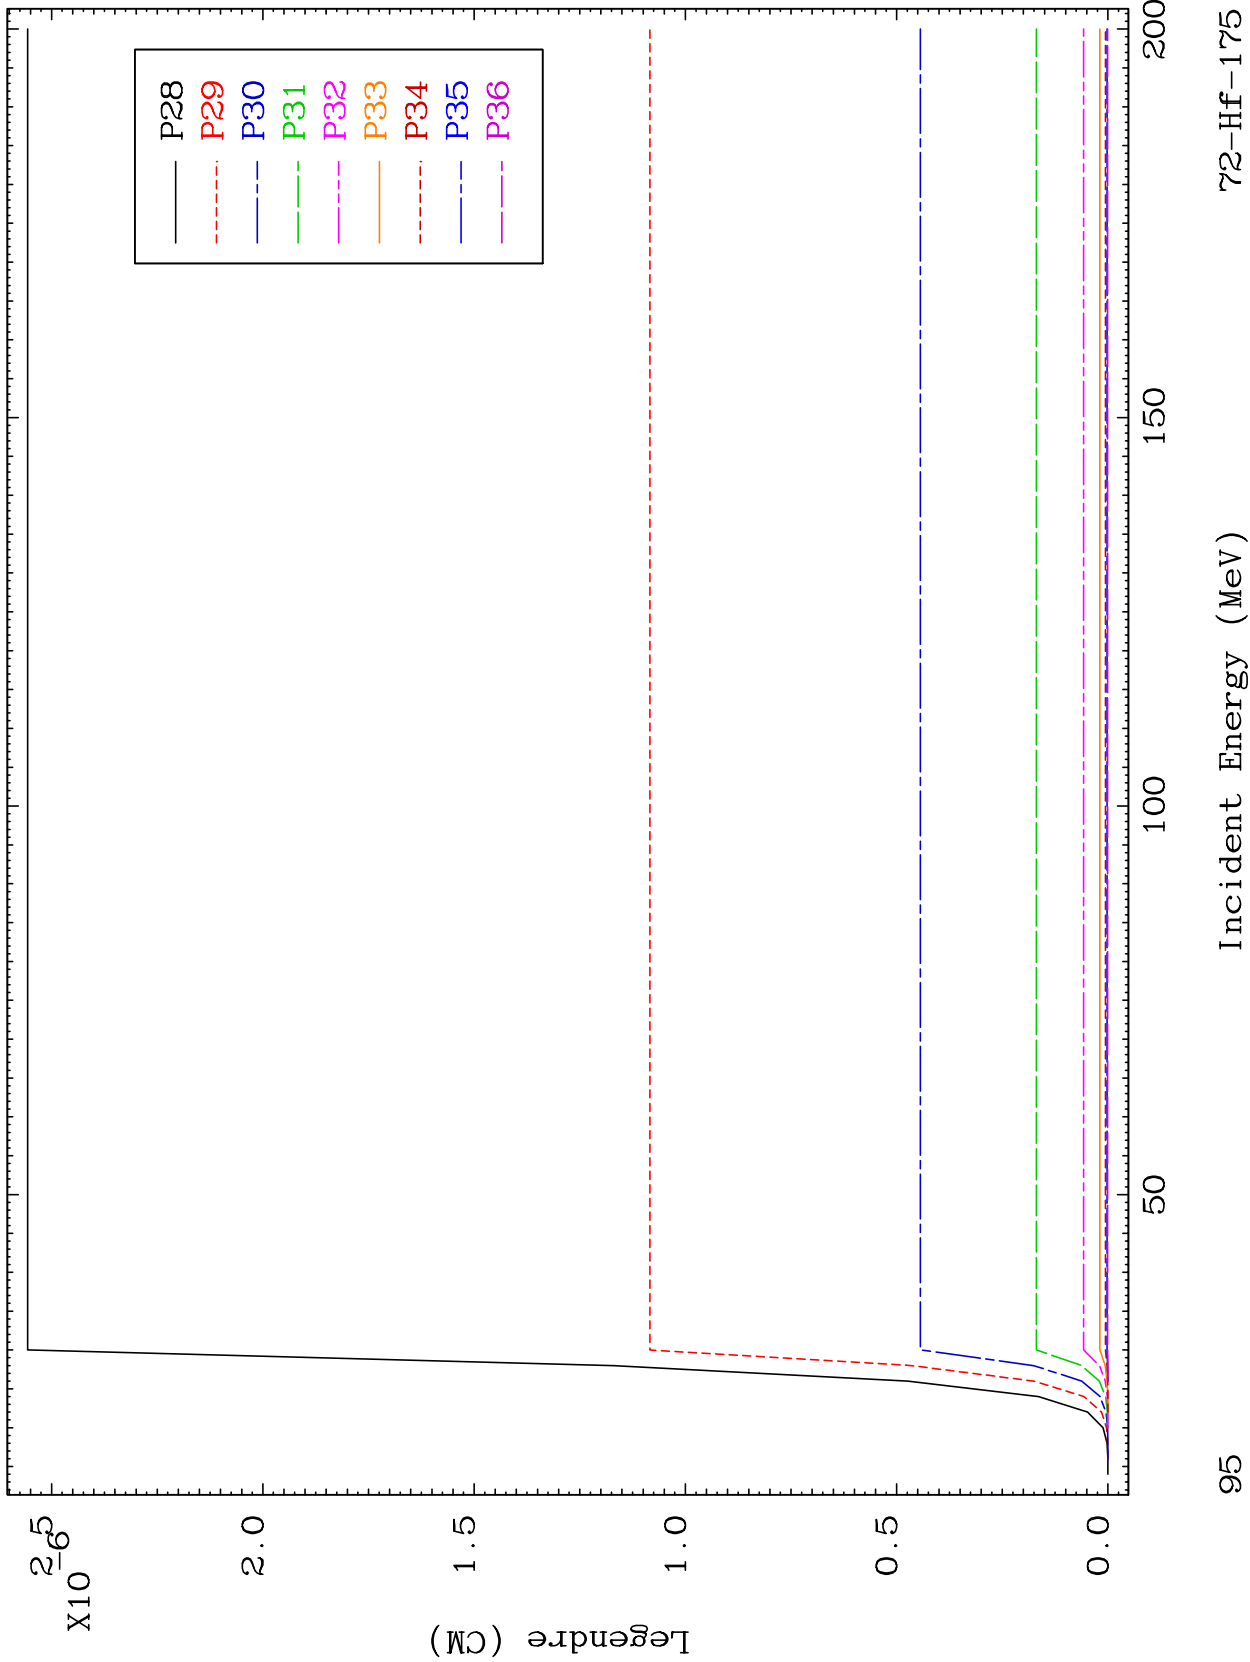 X10
-6
2.5
2.0
1.5
1.0
0.5
0.0
Legendre (CM)
P28
P29
P30
P31
P32
P33
P34
P35
P36
50
100
150
200
Incident Energy (MeV)
95
72-Hf-175